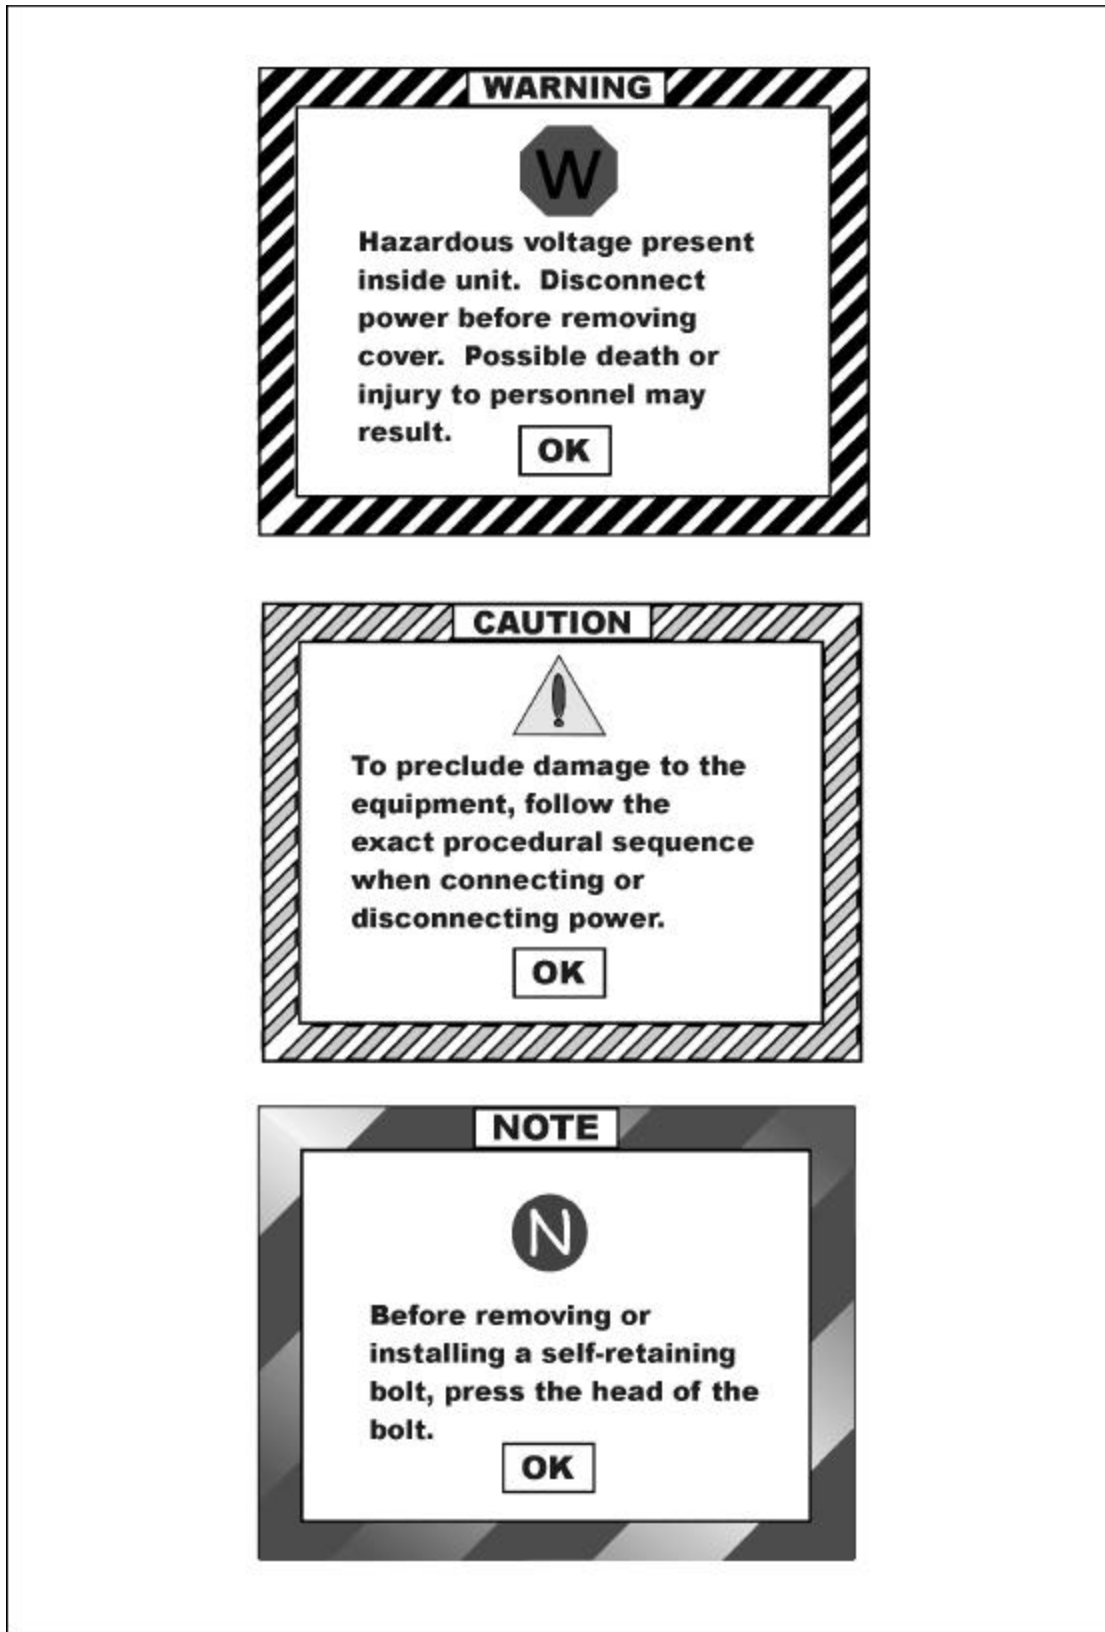 WARNING
W
Hazardous voltage present
inside unit.  Disconnect
power before removing
cover.  Possible death or
injury to personnel may
result.
OK
CAUTION
!
To preclude damage to the
equipment, follow the
exact procedural sequence
when connecting or
disconnecting power.
OK
NOTE
N
Before removing or
installing a self-retaining
bolt, press the head of the
bolt.
OK